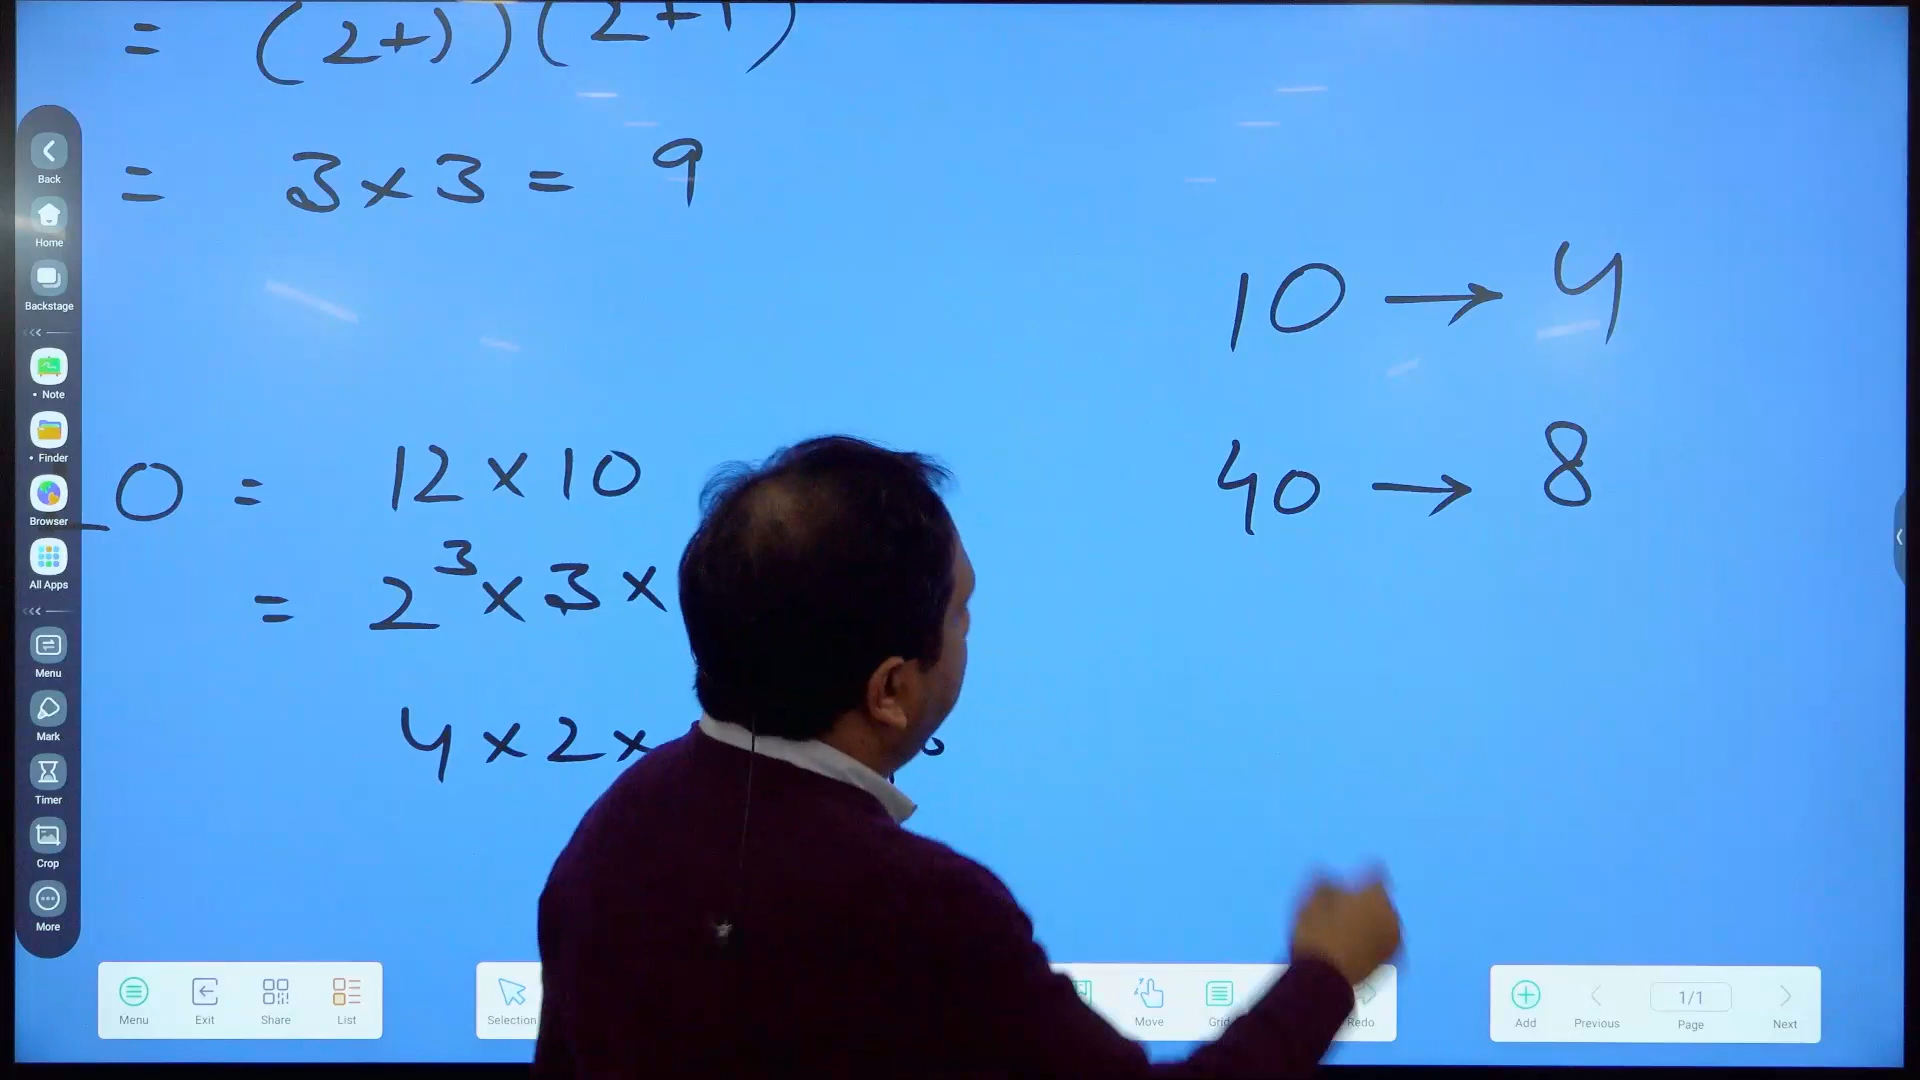 = (2+1)(2+1)
= 3×3 = 9
10 → 4
40 → 8
0 = 12×10
= 2³×3×
4×2×
Back
Home
Backstage
Note
Finder
Browser
All Apps
Menu
Mark
Timer
Crop
More
Menu Exit Share List
Selection Move Grid Redo
1/1
Add Previous Page Next